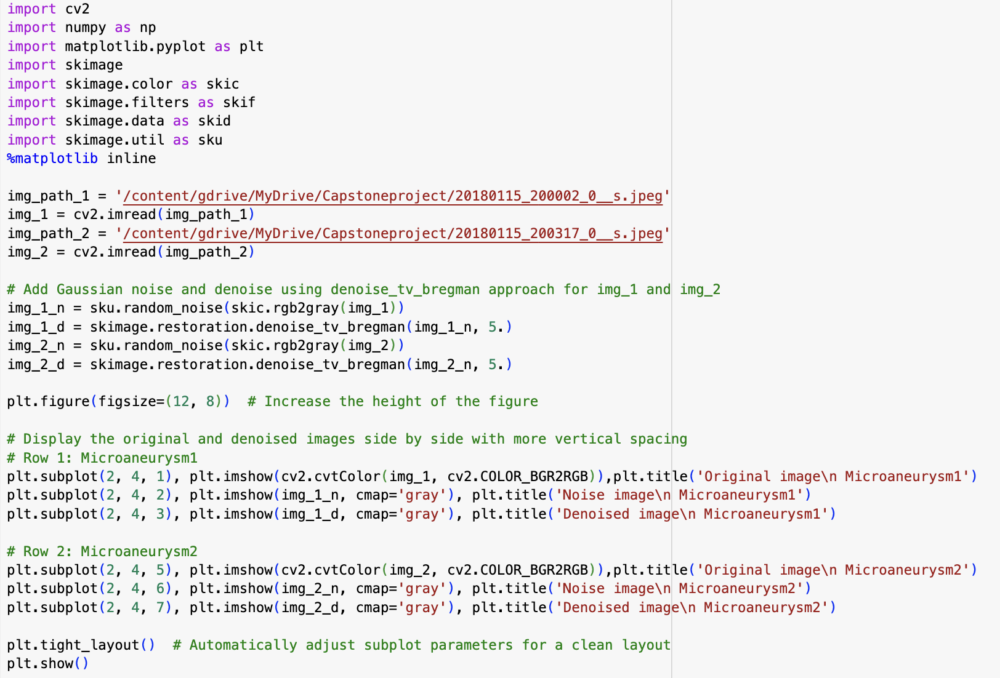 import cv2
import numpy as np
import matplotlib.pyplot as plt
import skimage
import skimage.color as skic
import skimage.filters as skif
import skimage.data as skid
import skimage.util as sku
%matplotlib inline

img_path_1 = '/content/gdrive/MyDrive/Capstoneproject/20180115_200002_0__s.jpeg'
img_1 = cv2.imread(img_path_1)
img_path_2 = '/content/gdrive/MyDrive/Capstoneproject/20180115_200317_0__s.jpeg'
img_2 = cv2.imread(img_path_2)

# Add Gaussian noise and denoise using denoise_tv_bregman approach for img_1 and img_2
img_1_n = sku.random_noise(skic.rgb2gray(img_1))
img_1_d = skimage.restoration.denoise_tv_bregman(img_1_n, 5.)
img_2_n = sku.random_noise(skic.rgb2gray(img_2))
img_2_d = skimage.restoration.denoise_tv_bregman(img_2_n, 5.)

plt.figure(figsize=(12, 8))  # Increase the height of the figure

# Display the original and denoised images side by side with more vertical spacing
# Row 1: Microaneurysm1
plt.subplot(2, 4, 1), plt.imshow(cv2.cvtColor(img_1, cv2.COLOR_BGR2RGB)),plt.title('Original image\n Microaneurysm1')
plt.subplot(2, 4, 2), plt.imshow(img_1_n, cmap='gray'), plt.title('Noise image\n Microaneurysm1')
plt.subplot(2, 4, 3), plt.imshow(img_1_d, cmap='gray'), plt.title('Denoised image\n Microaneurysm1')

# Row 2: Microaneurysm2
plt.subplot(2, 4, 5), plt.imshow(cv2.cvtColor(img_2, cv2.COLOR_BGR2RGB)),plt.title('Original image\n Microaneurysm2')
plt.subplot(2, 4, 6), plt.imshow(img_2_n, cmap='gray'), plt.title('Noise image\n Microaneurysm2')
plt.subplot(2, 4, 7), plt.imshow(img_2_d, cmap='gray'), plt.title('Denoised image\n Microaneurysm2')

plt.tight_layout()  # Automatically adjust subplot parameters for a clean layout
plt.show()